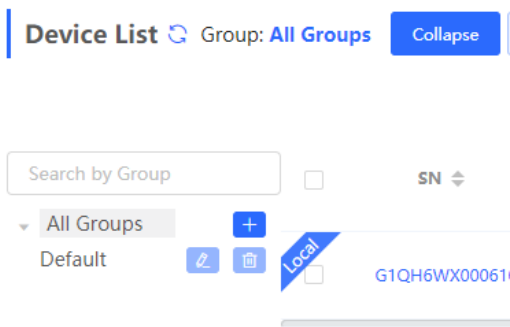 Device List Group: All Groups Collapse
Search by Group
SN
All Groups
Default
Local